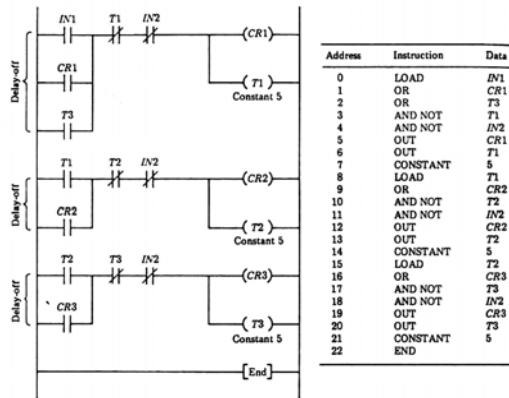 IN1 T1 IN2
(CR1)
CR1
(T1)
Constant 5
T3
Delay-off
T1 T2 IN2
(CR2)
CR2
(T2)
Constant 5
Delay-off
T2 T3 IN2
(CR3)
CR3
(T3)
Constant 5
Delay-off
[End]
Address Instruction Data
0 LOAD IN1
1 OR CR1
2 OR T3
3 AND NOT T1
4 AND NOT IN2
5 OUT CR1
6 OUT T1
7 CONSTANT 5
8 LOAD T1
9 OR CR2
10 AND NOT T2
11 AND NOT IN2
12 OUT CR2
13 OUT T2
14 CONSTANT 5
15 LOAD T2
16 OR CR3
17 AND NOT T3
18 AND NOT IN2
19 OUT CR3
20 OUT T3
21 CONSTANT 5
22 END